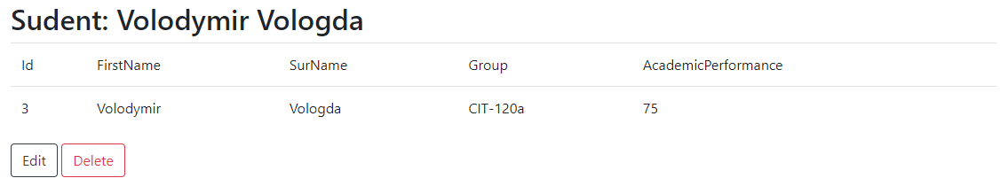 Sudent: Volodymir Vologda
Id FirstName SurName Group AcademicPerformance
3 Volodymir Vologda CIT-120a 75
Edit Delete